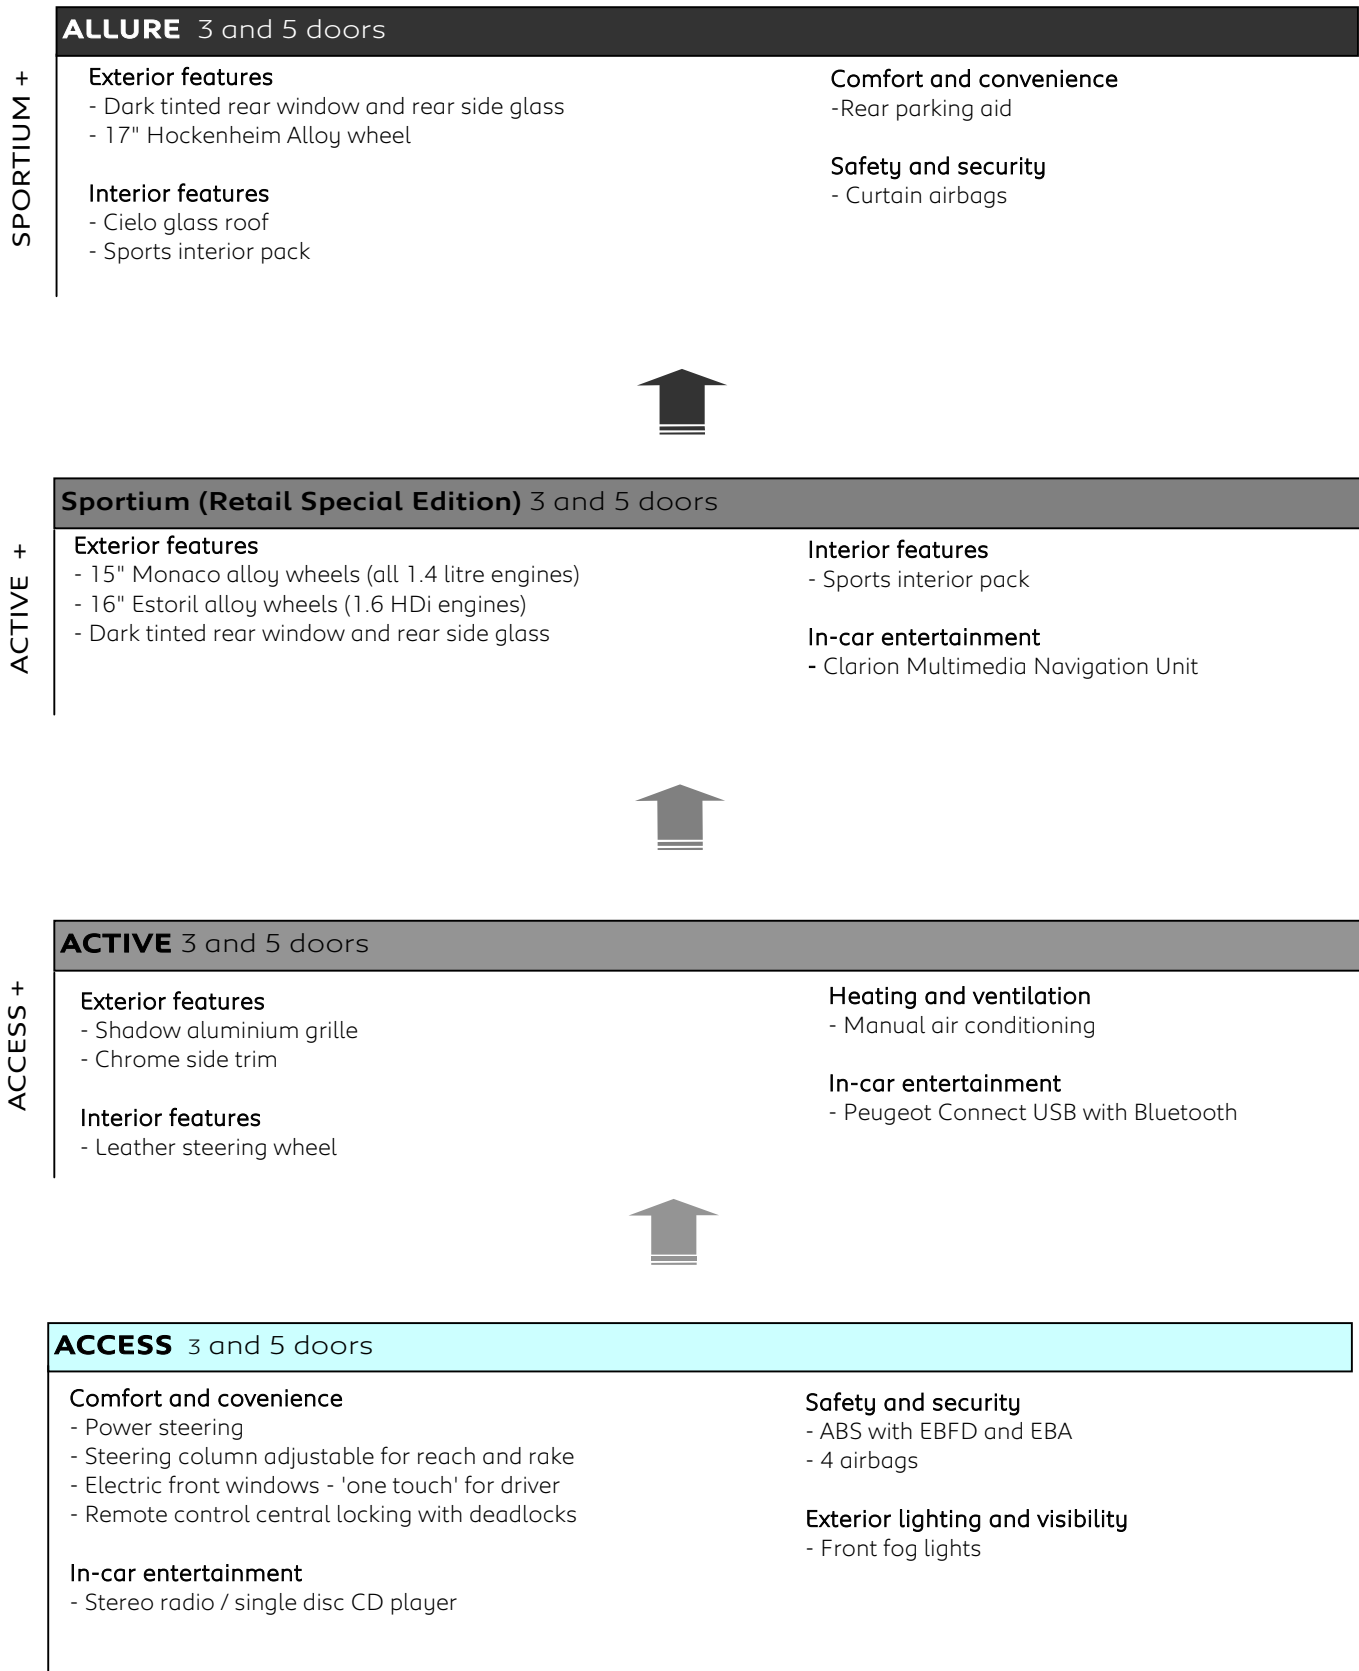 ALLURE 3 and 5 doors
SPORTIUM +
Exterior features
- Dark tinted rear window and rear side glass
- 17" Hockenheim Alloy wheel
Interior features
- Cielo glass roof
- Sports interior pack
Comfort and convenience
-Rear parking aid
Safety and security
- Curtain airbags
Sportium (Retail Special Edition) 3 and 5 doors
ACTIVE +
Exterior features
- 15" Monaco alloy wheels (all 1.4 litre engines)
- 16" Estoril alloy wheels (1.6 HDi engines)
- Dark tinted rear window and rear side glass
Interior features
- Sports interior pack
In-car entertainment
- Clarion Multimedia Navigation Unit
ACTIVE 3 and 5 doors
ACCESS +
Exterior features
- Shadow aluminium grille
- Chrome side trim
Interior features
- Leather steering wheel
Heating and ventilation
- Manual air conditioning
In-car entertainment
- Peugeot Connect USB with Bluetooth
ACCESS 3 and 5 doors
Comfort and covenience
- Power steering
- Steering column adjustable for reach and rake
- Electric front windows - 'one touch' for driver
- Remote control central locking with deadlocks
In-car entertainment
- Stereo radio / single disc CD player
Safety and security
- ABS with EBFD and EBA
- 4 airbags
Exterior lighting and visibility
- Front fog lights